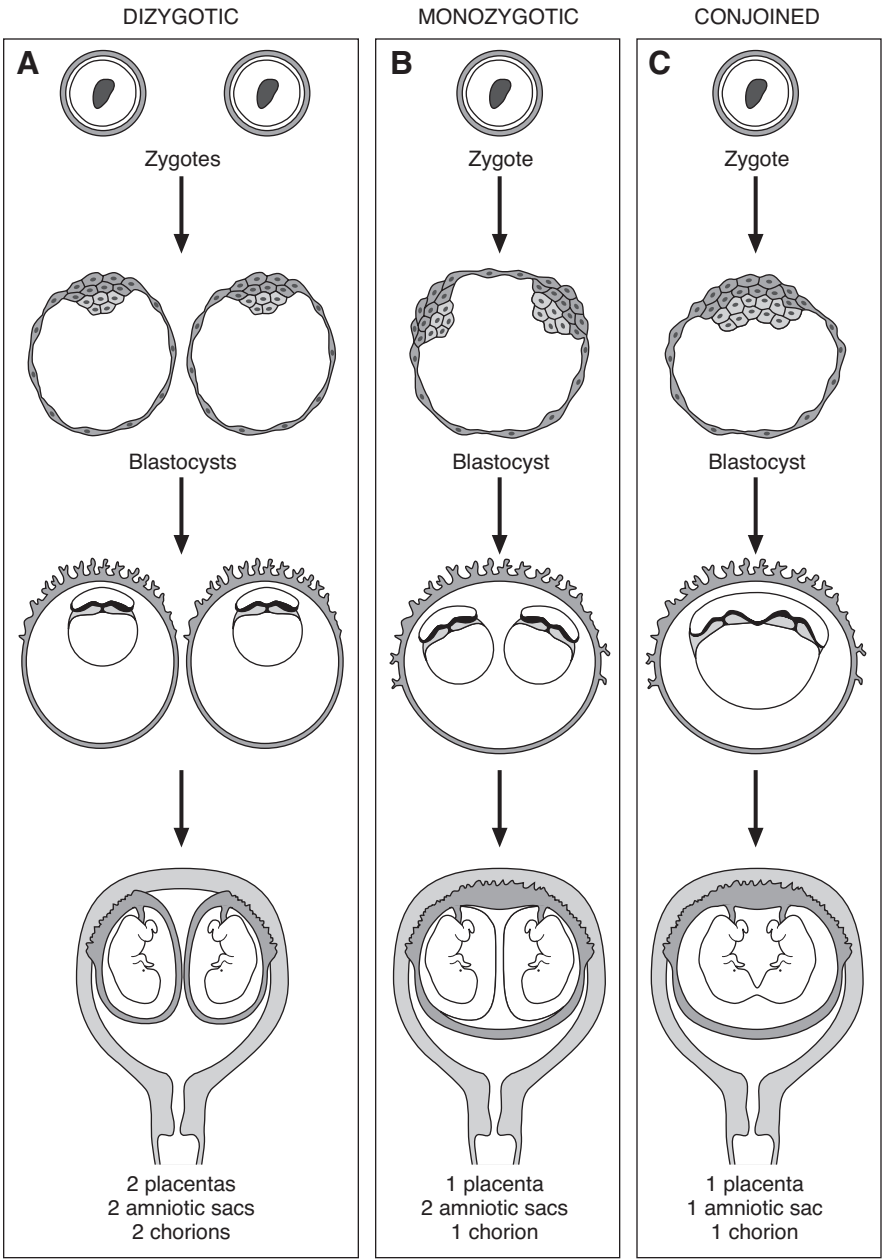 DIZYGOTIC
MONOZYGOTIC
CONJOINED
A
B
C
Zygotes
Zygote
Zygote
Blastocysts
Blastocyst
Blastocyst
2 placentas
2 amniotic sacs
2 chorions
1 placenta
2 amniotic sacs
1 chorion
1 placenta
1 amniotic sac
1 chorion